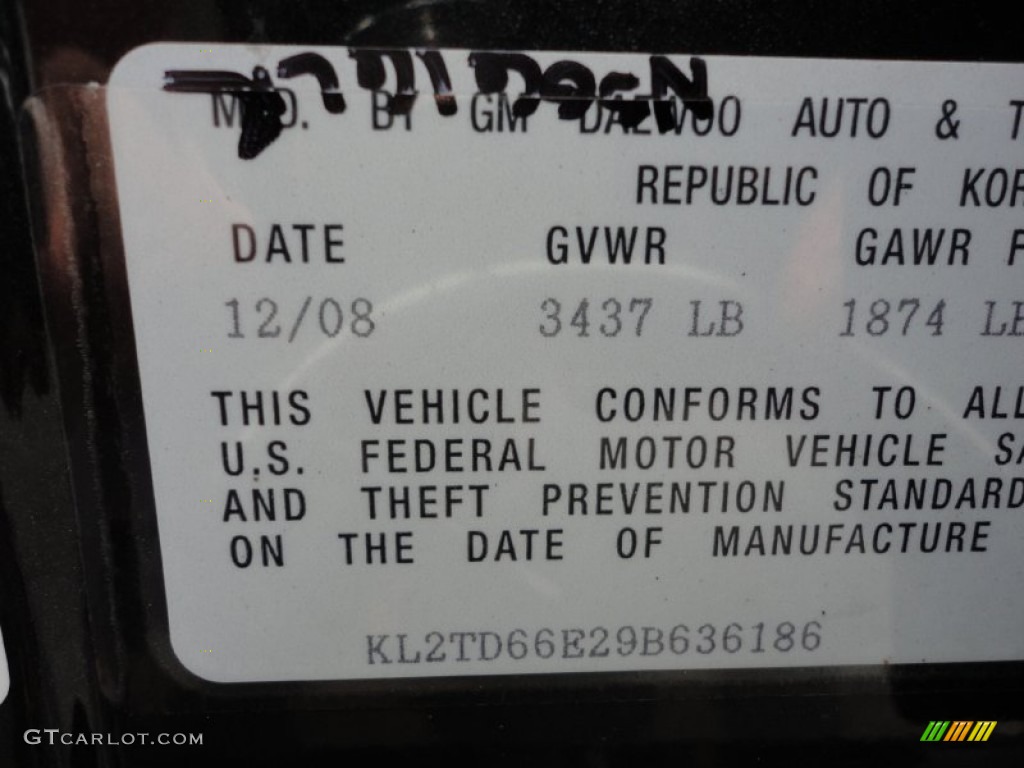 MFD. BY GM DAEWOO AUTO & T
REPUBLIC OF KOR
DATE GVWR GAWR F
12/08 3437 LB 1874 LB
THIS VEHICLE CONFORMS TO ALL
U.S. FEDERAL MOTOR VEHICLE SA
AND THEFT PREVENTION STANDARD
ON THE DATE OF MANUFACTURE
KL2TD66E29B636186
GTCARLOT.COM